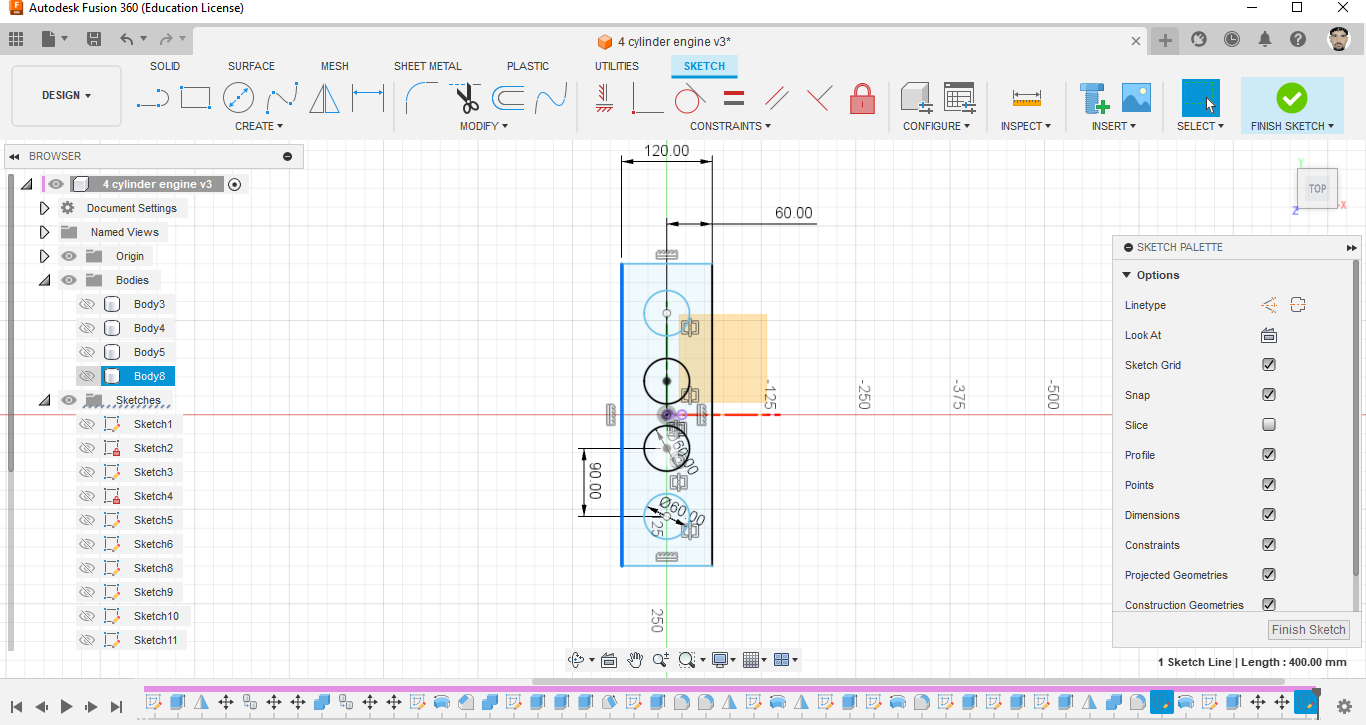 Autodesk Fusion 360 (Education License)
4 cylinder engine v3*
SOLID SURFACE MESH SHEET METAL PLASTIC UTILITIES SKETCH
DESIGN
CREATE MODIFY CONSTRAINTS CONFIGURE INSPECT INSERT SELECT FINISH SKETCH
BROWSER
4 cylinder engine v3
Document Settings
Named Views
Origin
Bodies
Body3
Body4
Body5
Body8
Sketches
Sketch1
Sketch2
Sketch3
Sketch4
Sketch5
Sketch6
Sketch8
Sketch9
Sketch10
Sketch11
120.00
60.00
-125
-250
-375
-500
60.00
90.00
Ø60.00
250
Y
TOP
X
Z
SKETCH PALETTE
Options
Linetype
Look At
Sketch Grid
Snap
Slice
Profile
Points
Dimensions
Constraints
Projected Geometries
Construction Geometries
Finish Sketch
1 Sketch Line | Length : 400.00 mm